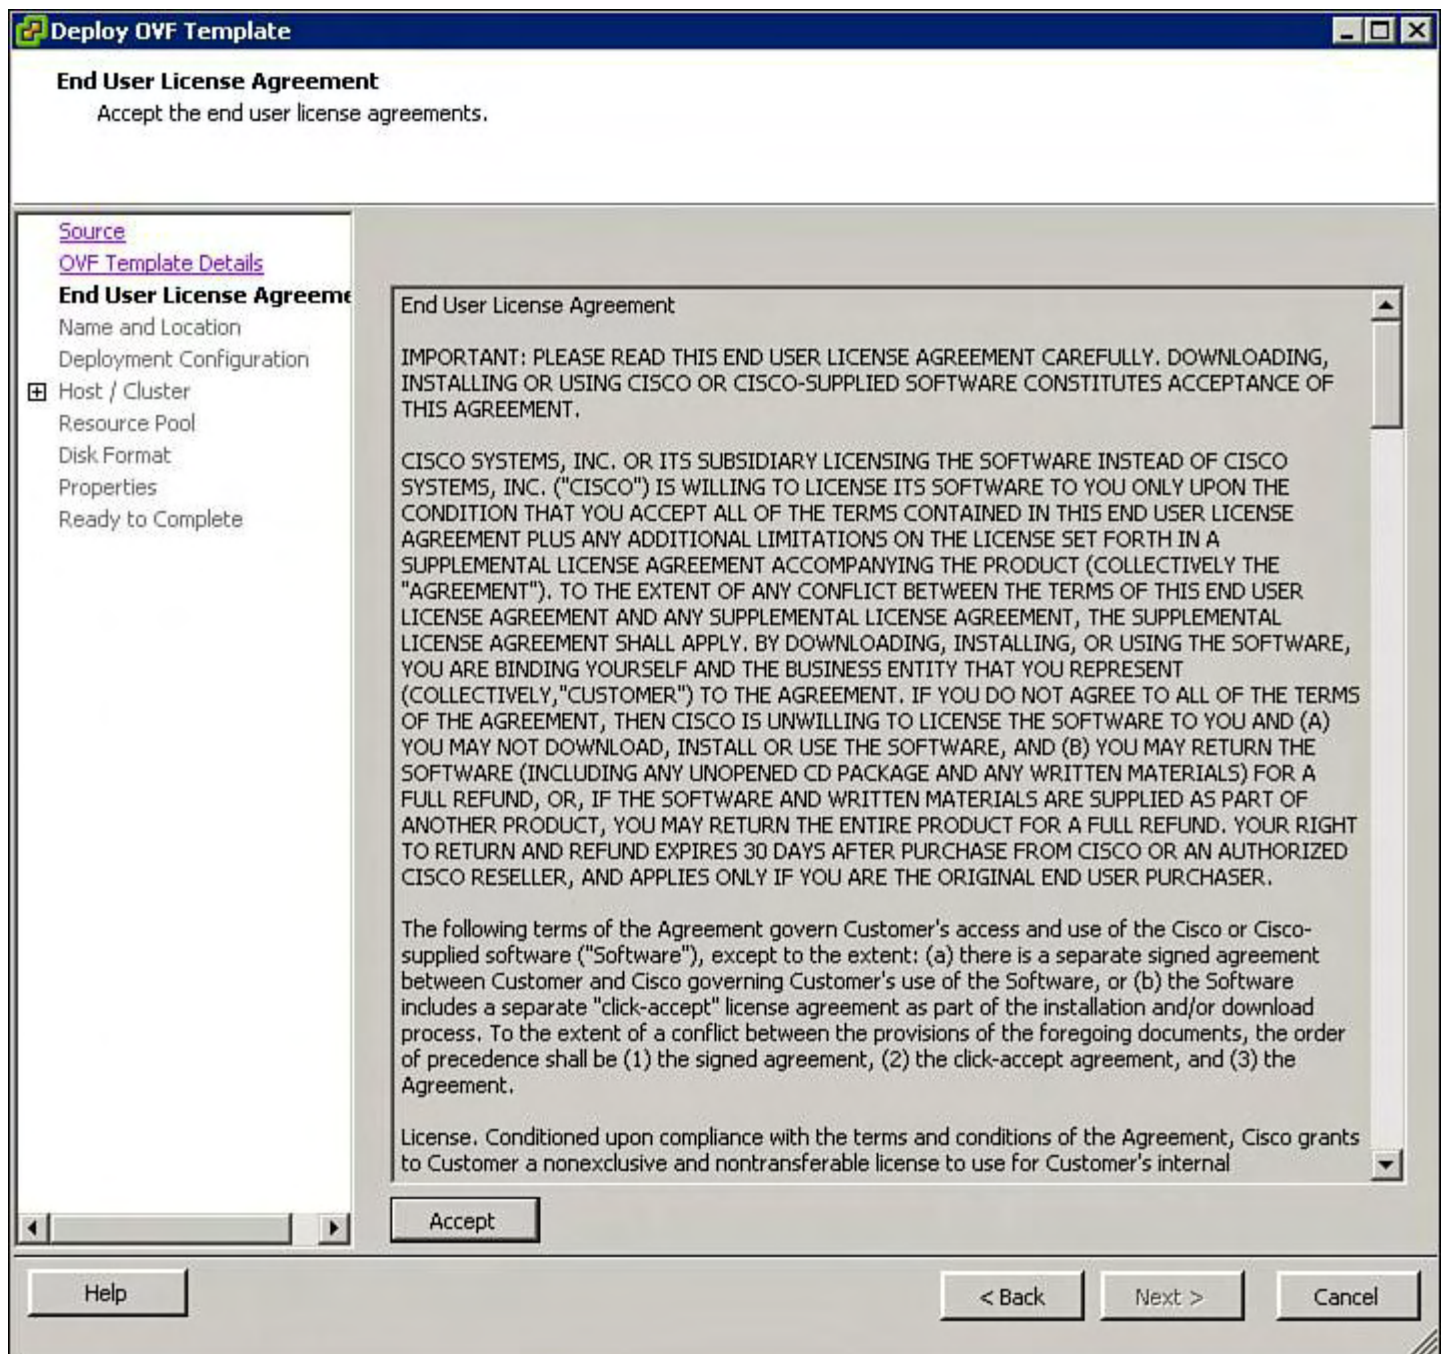 Deploy OVF Template
End User License Agreement
Accept the end user license agreements.
Source
OVF Template Details
End User License Agreeme
Name and Location
Deployment Configuration
Host / Cluster
Resource Pool
Disk Format
Properties
Ready to Complete
End User License Agreement
IMPORTANT: PLEASE READ THIS END USER LICENSE AGREEMENT CAREFULLY. DOWNLOADING,
INSTALLING OR USING CISCO OR CISCO-SUPPLIED SOFTWARE CONSTITUTES ACCEPTANCE OF
THIS AGREEMENT.
CISCO SYSTEMS, INC. OR ITS SUBSIDIARY LICENSING THE SOFTWARE INSTEAD OF CISCO
SYSTEMS, INC. ("CISCO") IS WILLING TO LICENSE ITS SOFTWARE TO YOU ONLY UPON THE
CONDITION THAT YOU ACCEPT ALL OF THE TERMS CONTAINED IN THIS END USER LICENSE
AGREEMENT PLUS ANY ADDITIONAL LIMITATIONS ON THE LICENSE SET FORTH IN A
SUPPLEMENTAL LICENSE AGREEMENT ACCOMPANYING THE PRODUCT (COLLECTIVELY THE
"AGREEMENT"). TO THE EXTENT OF ANY CONFLICT BETWEEN THE TERMS OF THIS END USER
LICENSE AGREEMENT AND ANY SUPPLEMENTAL LICENSE AGREEMENT, THE SUPPLEMENTAL
LICENSE AGREEMENT SHALL APPLY. BY DOWNLOADING, INSTALLING, OR USING THE SOFTWARE,
YOU ARE BINDING YOURSELF AND THE BUSINESS ENTITY THAT YOU REPRESENT
(COLLECTIVELY,"CUSTOMER") TO THE AGREEMENT. IF YOU DO NOT AGREE TO ALL OF THE TERMS
OF THE AGREEMENT, THEN CISCO IS UNWILLING TO LICENSE THE SOFTWARE TO YOU AND (A)
YOU MAY NOT DOWNLOAD, INSTALL OR USE THE SOFTWARE, AND (B) YOU MAY RETURN THE
SOFTWARE (INCLUDING ANY UNOPENED CD PACKAGE AND ANY WRITTEN MATERIALS) FOR A
FULL REFUND, OR, IF THE SOFTWARE AND WRITTEN MATERIALS ARE SUPPLIED AS PART OF
ANOTHER PRODUCT, YOU MAY RETURN THE ENTIRE PRODUCT FOR A FULL REFUND. YOUR RIGHT
TO RETURN AND REFUND EXPIRES 30 DAYS AFTER PURCHASE FROM CISCO OR AN AUTHORIZED
CISCO RESELLER, AND APPLIES ONLY IF YOU ARE THE ORIGINAL END USER PURCHASER.
The following terms of the Agreement govern Customer's access and use of the Cisco or Cisco-
supplied software ("Software"), except to the extent: (a) there is a separate signed agreement
between Customer and Cisco governing Customer's use of the Software, or (b) the Software
includes a separate "click-accept" license agreement as part of the installation and/or download
process. To the extent of a conflict between the provisions of the foregoing documents, the order
of precedence shall be (1) the signed agreement, (2) the click-accept agreement, and (3) the
Agreement.
License. Conditioned upon compliance with the terms and conditions of the Agreement, Cisco grants
to Customer a nonexclusive and nontransferable license to use for Customer's internal
Accept
Help
< Back
Next >
Cancel